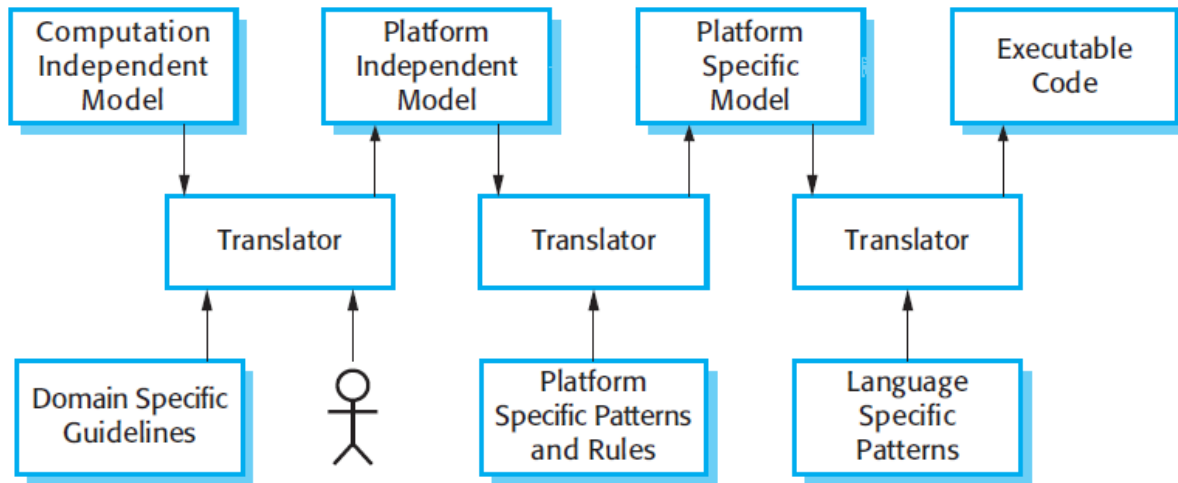 Computation
Independent
Model
Platform
Independent
Model
Platform
Specific
Model
Executable
Code
Translator
Translator
Translator
Domain Specific
Guidelines
Platform
Specific Patterns
and Rules
Language
Specific
Patterns